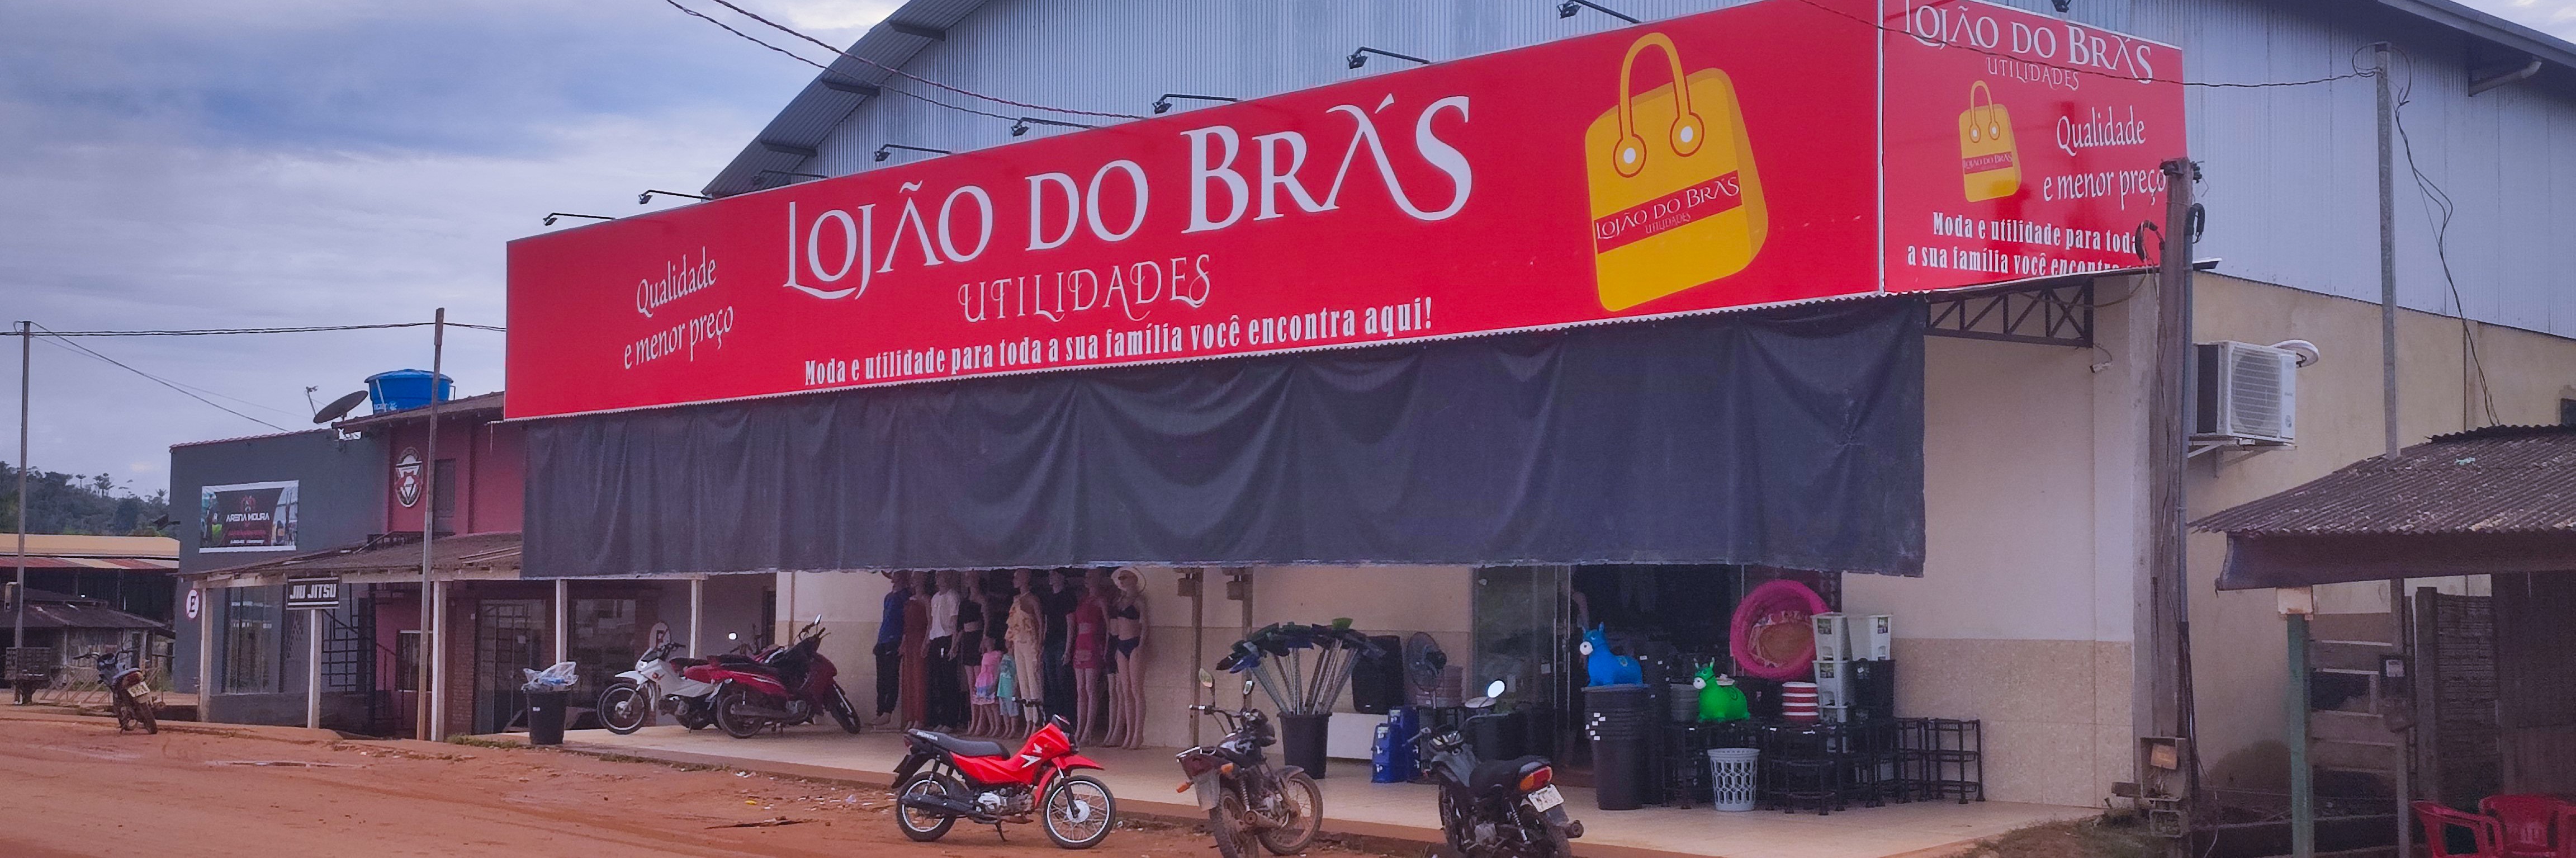 Qualidade
e menor preço
LOJÃO DO BRÁS
UTILIDADES
Moda e utilidade para toda a sua família você encontra aqui!
LOJÃO DO BRÁS
UTILIDADES
LOJÃO DO BRÁS
UTILIDADES
LOJÃO DO BRÁS
Qualidade
e menor preço
Moda e utilidade para toda
a sua família você encontra
ARENA MOURA
JIU JITSU
E
HONDA